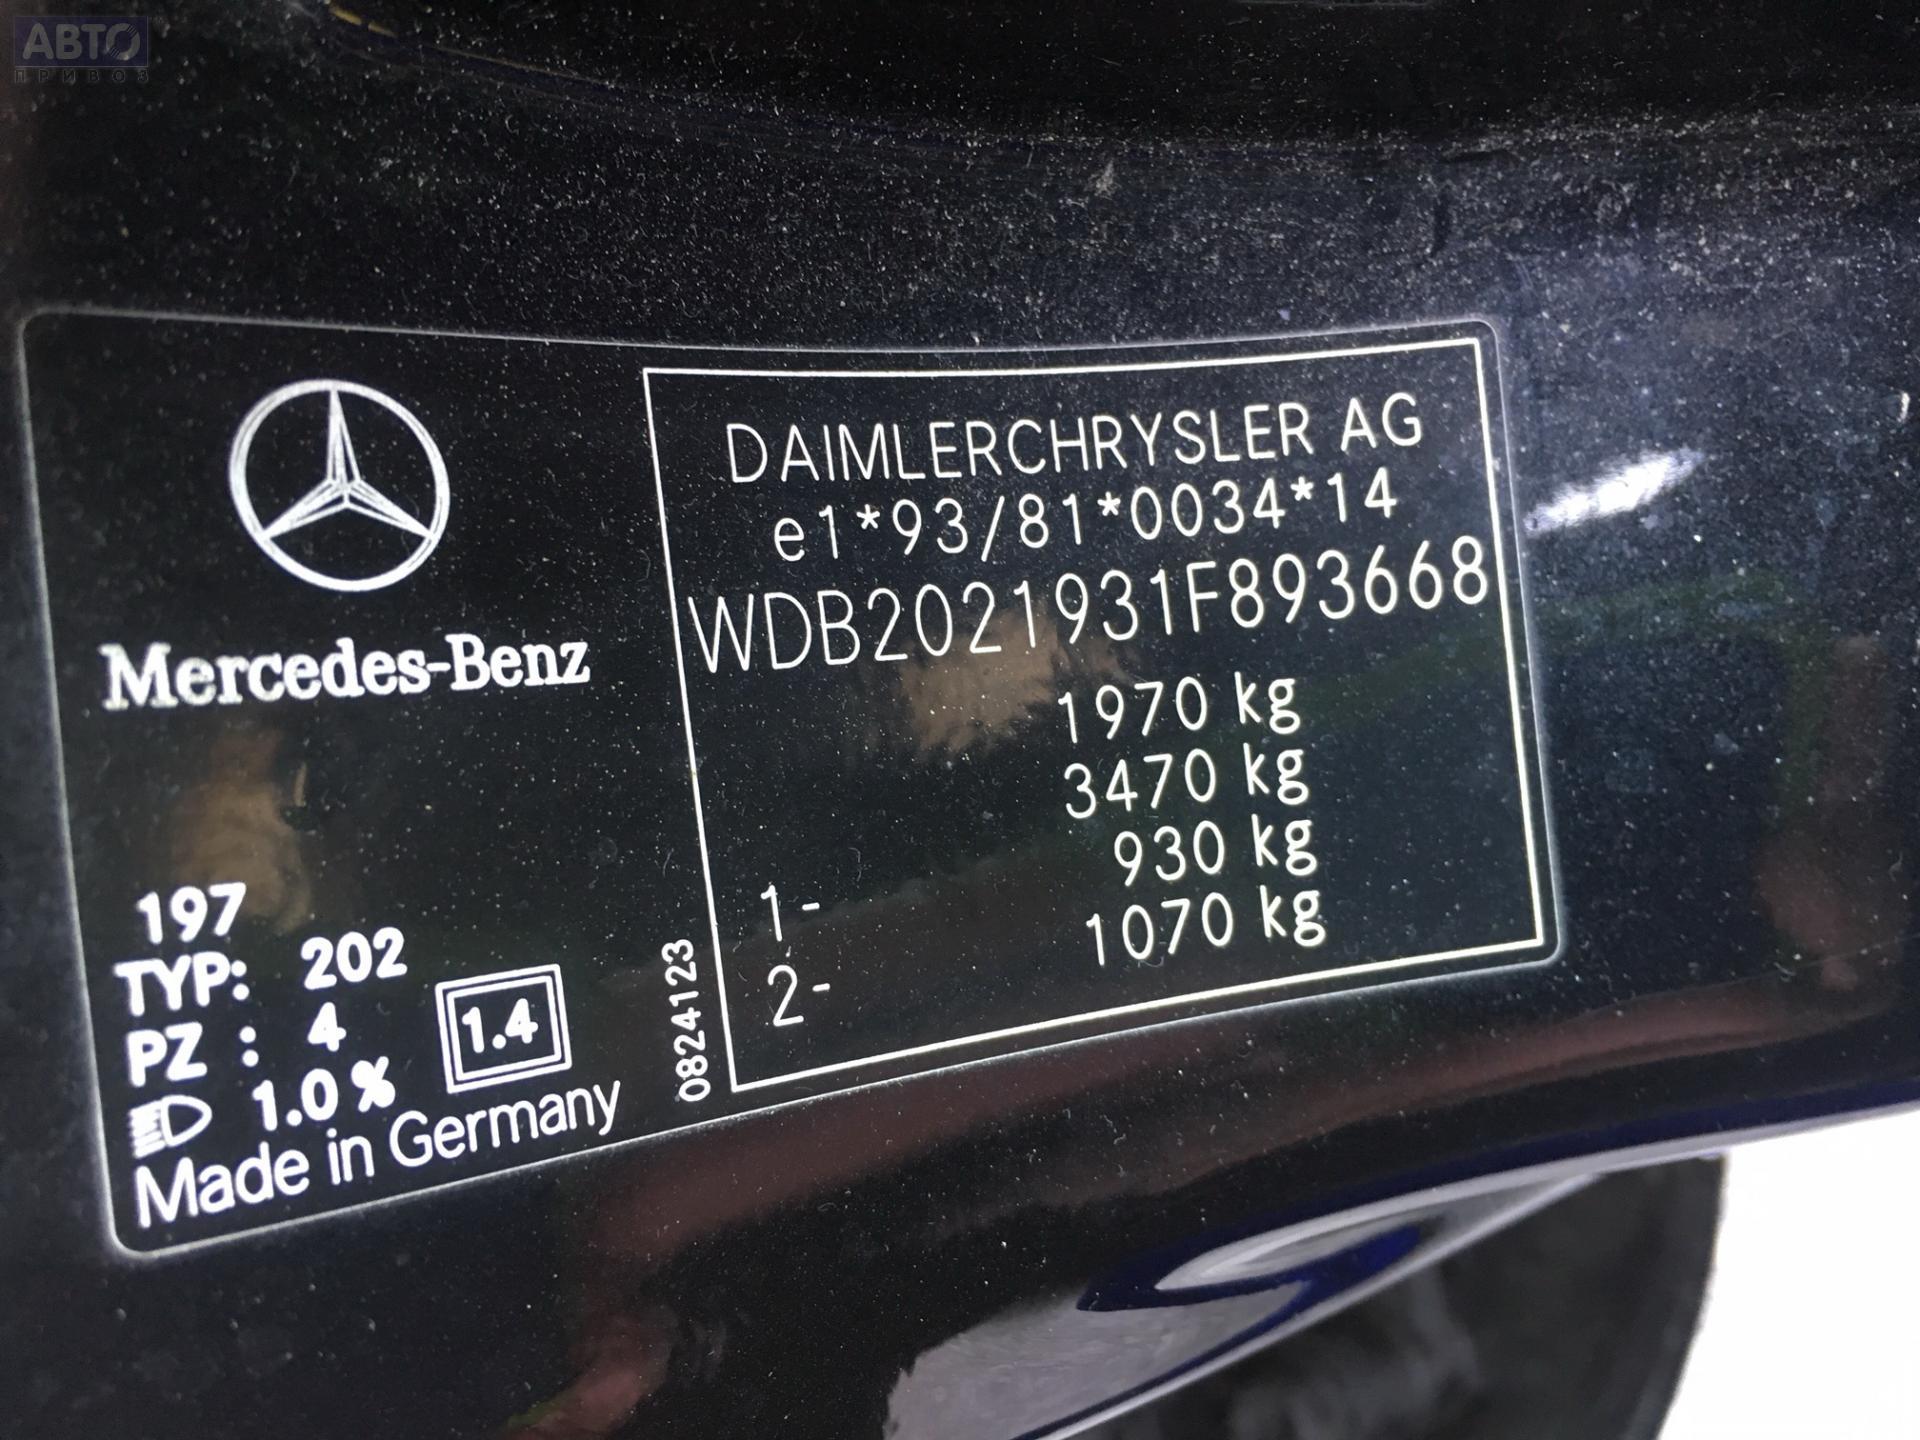 АВТО
ПРИВОЗ
Mercedes-Benz
197
TYP: 202
PZ : 4
1.0 %
1.4
Made in Germany
0824123
DAIMLERCHRYSLER AG
e1*93/81*0034*14
WDB2021931F893668
1970 kg
3470 kg
1- 930 kg
2- 1070 kg